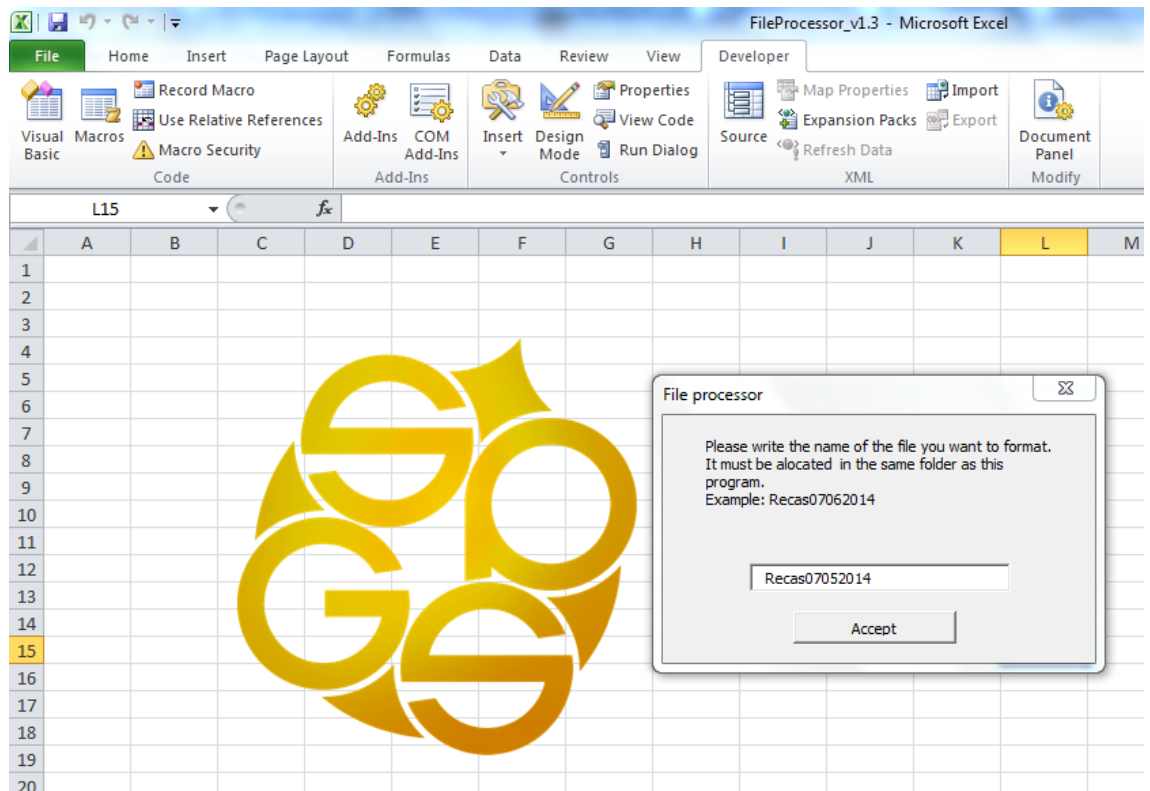 FileProcessor_v1.3 - Microsoft Excel
File Home Insert Page Layout Formulas Data Review View Developer
Visual Basic
Macros
Record Macro
Use Relative References
Macro Security
Code
Add-Ins
COM Add-Ins
Add-Ins
Insert
Design Mode
Properties
View Code
Run Dialog
Controls
Source
Map Properties
Expansion Packs
Refresh Data
Import
Export
XML
Document Panel
Modify
L15
fx
A B C D E F G H I J K L M
1
2
3
4
5
6
7
8
9
10
11
12
13
14
15
16
17
18
19
20
S P G S
File processor
Please write the name of the file you want to format.
It must be alocated in the same folder as this
program.
Example: Recas07062014
Recas07052014
Accept